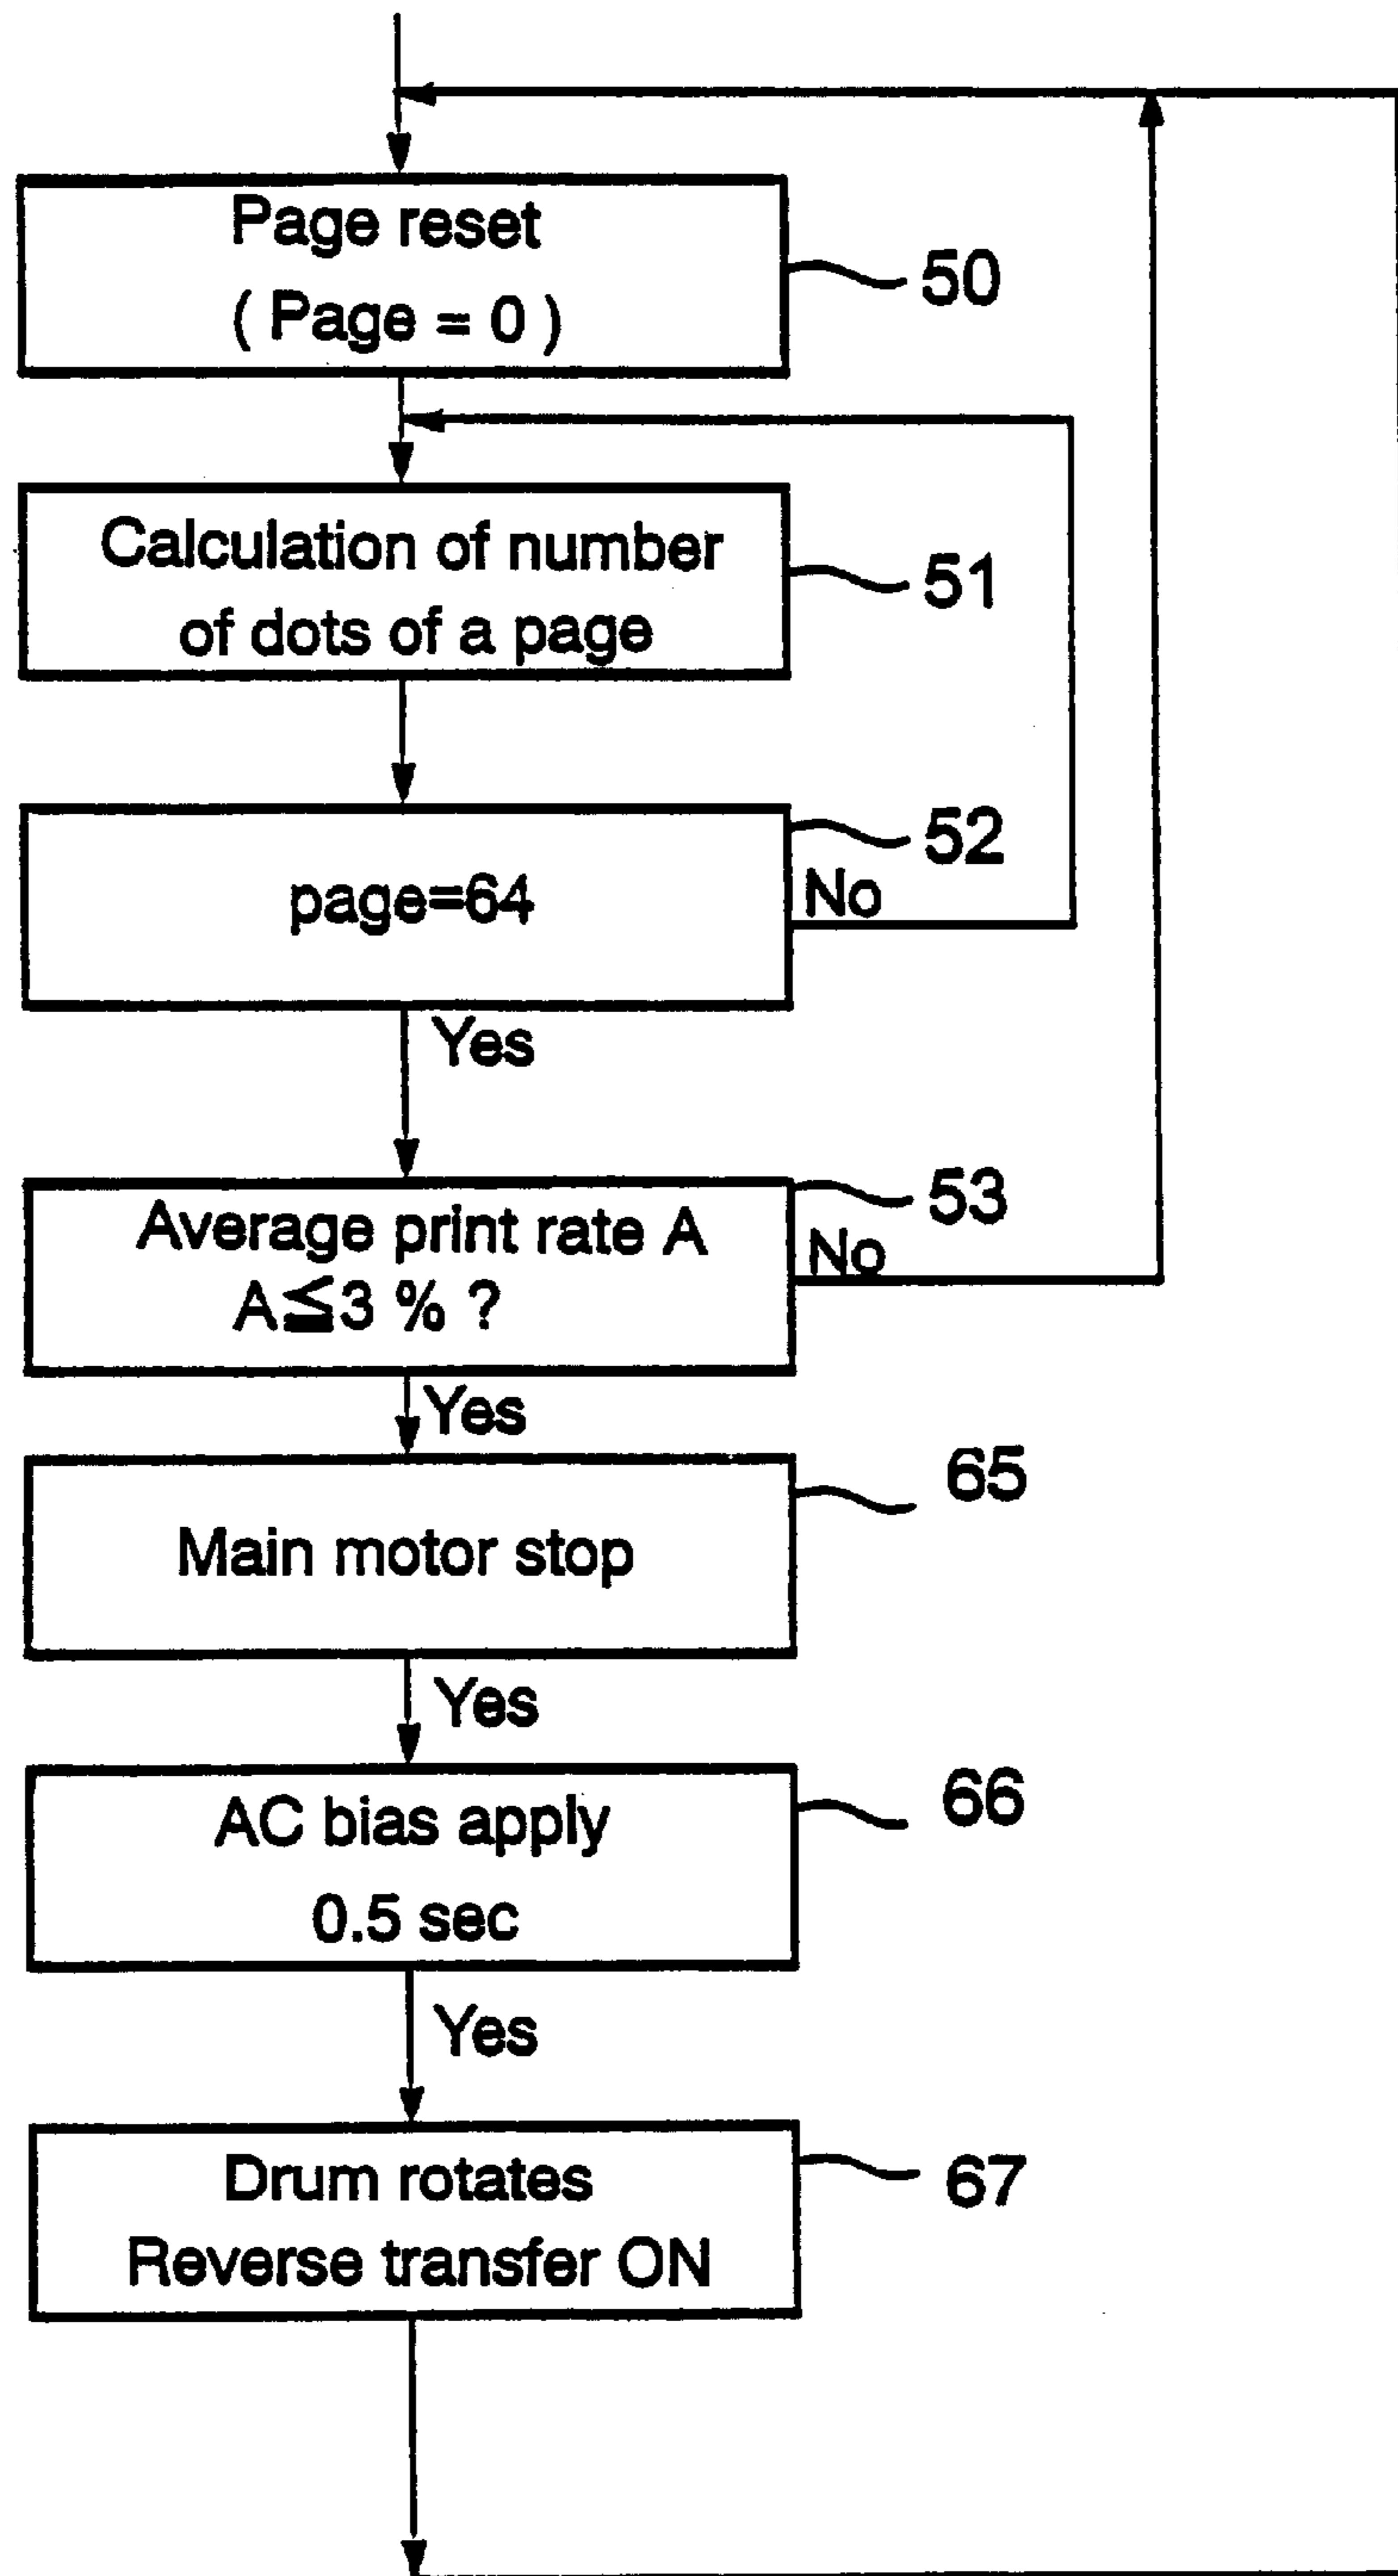 Page reset
( Page = 0 )
50
Calculation of number
of dots of a page
51
52
page=64
No
Yes
53
Average print rate A
No
A≦3 % ?
Yes
65
Main motor stop
Yes
66
AC bias apply
0.5 sec
Yes
Drum rotates
67
Reverse transfer ON